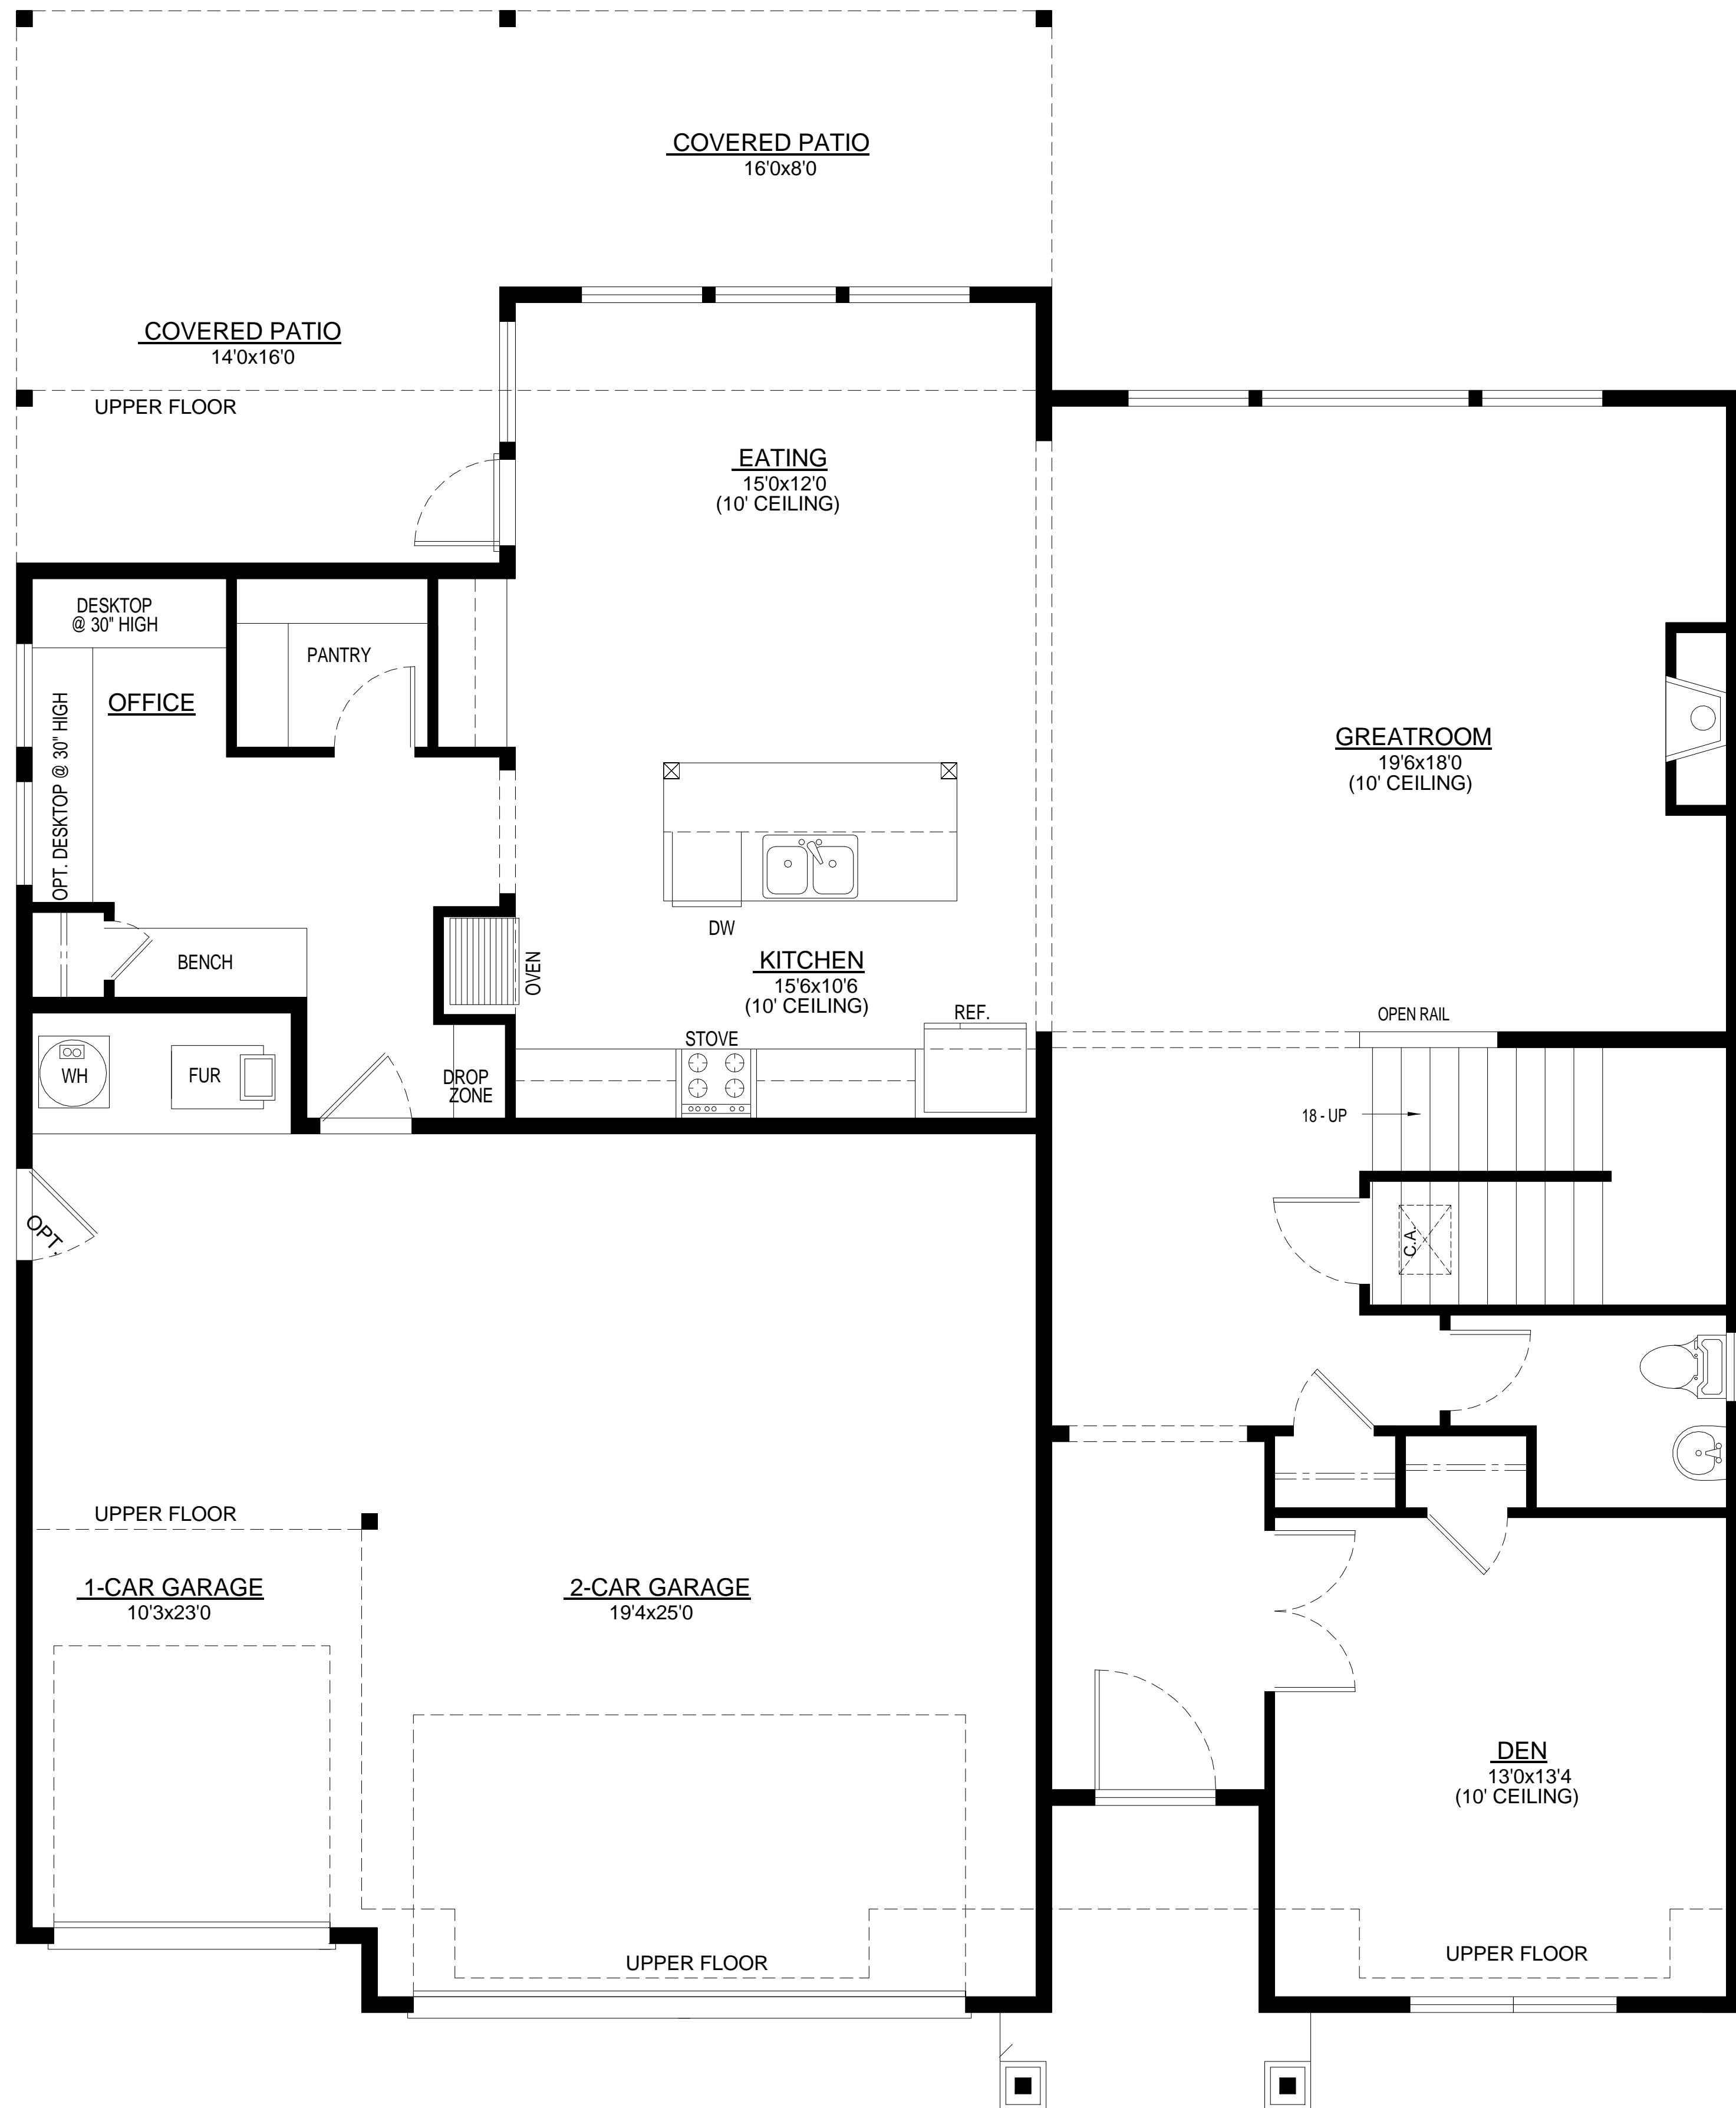 COVERED PATIO
16'0x8'0
COVERED PATIO
14'0x16'0
UPPER FLOOR
EATING
15'0x12'0
(10' CEILING)
DESKTOP
@ 30" HIGH
PANTRY
OFFICE
OPT. DESKTOP @ 30" HIGH
GREATROOM
19'6x18'0
(10' CEILING)
DW
BENCH
OVEN
KITCHEN
15'6x10'6
(10' CEILING)
REF.
OPEN RAIL
STOVE
WH
FUR
DROP
ZONE
18 - UP
OPT.
C.A.
UPPER FLOOR
1-CAR GARAGE
10'3x23'0
2-CAR GARAGE
19'4x25'0
DEN
13'0x13'4
(10' CEILING)
UPPER FLOOR
UPPER FLOOR